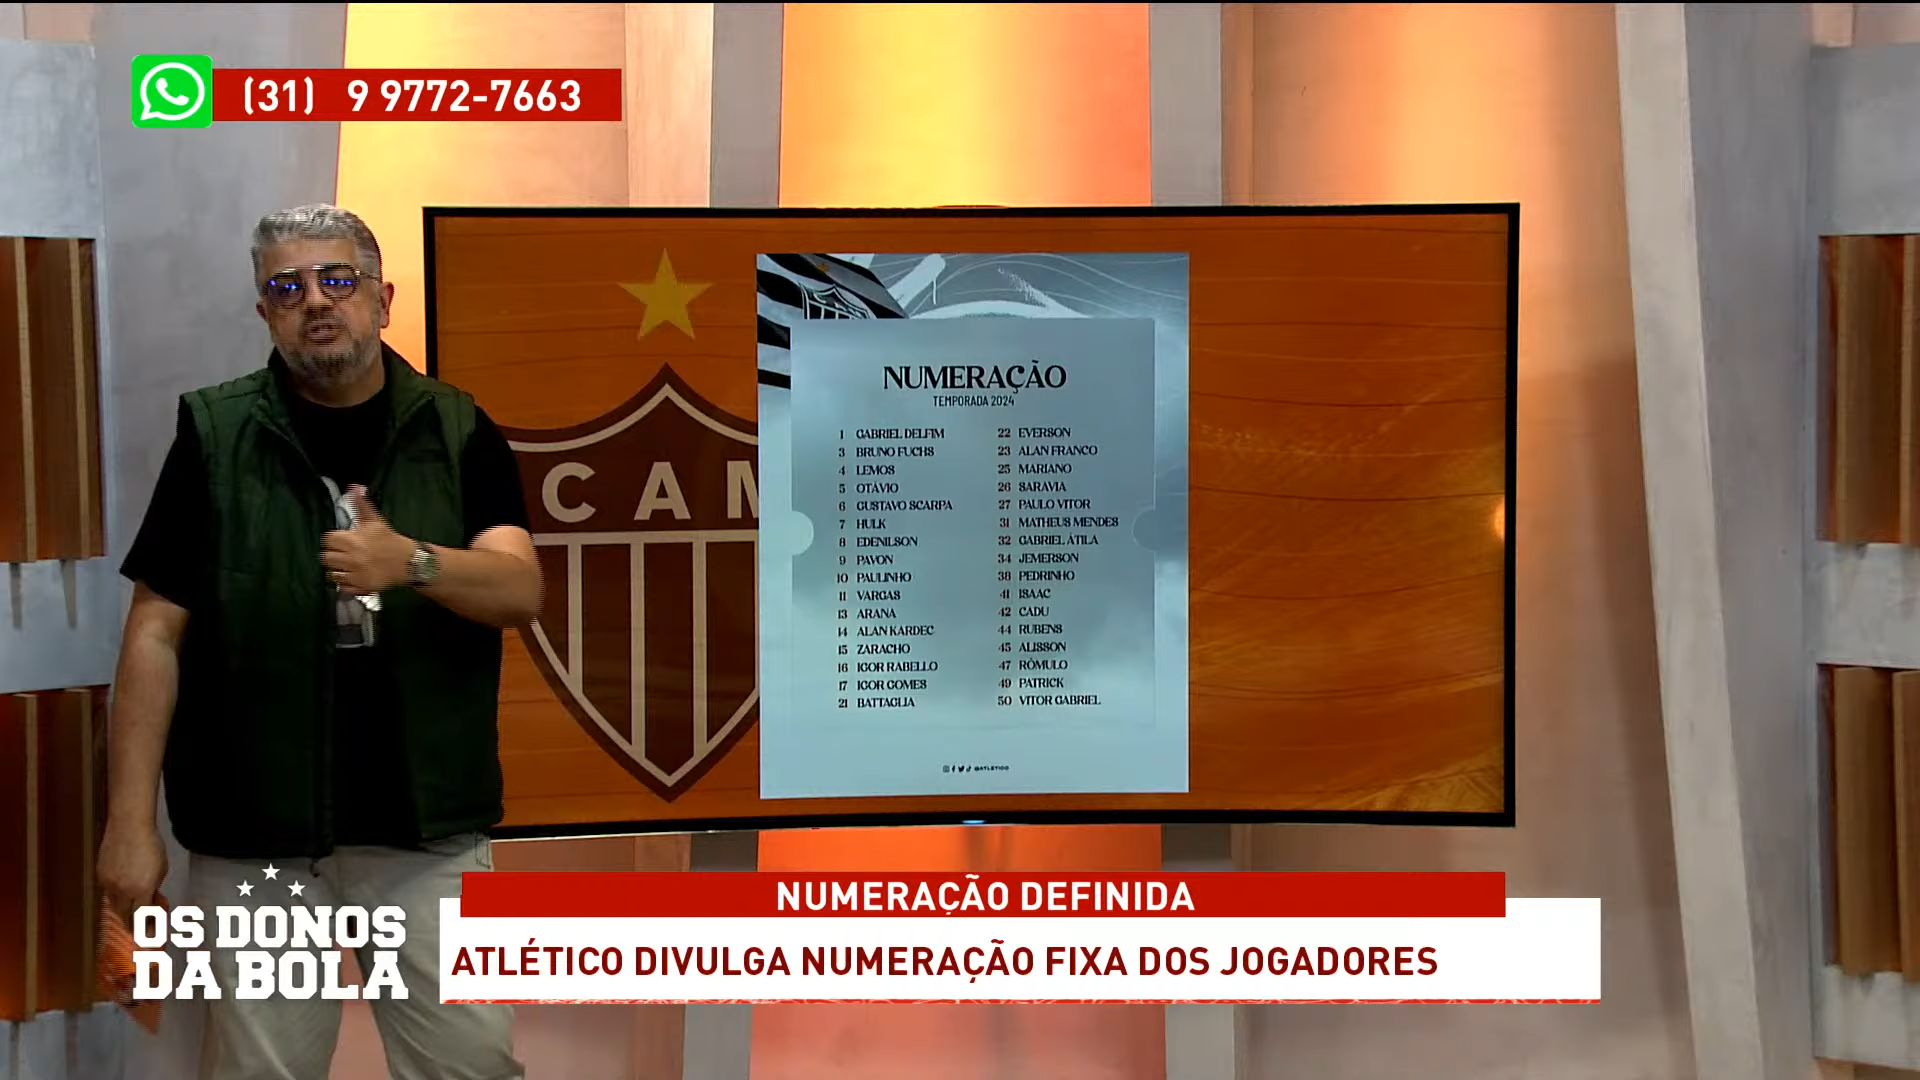 (31) 9 9772-7663
CAM
NUMERAÇÃO
TEMPORADA 2024
1 GABRIEL DELFIM
3 BRUNO FUCHS
4 LEMOS
5 OTÁVIO
6 GUSTAVO SCARPA
7 HULK
8 EDENILSON
9 PAVON
10 PAULINHO
11 VARGAS
13 ARANA
14 ALAN KARDEC
15 ZARACHO
16 IGOR RABELLO
17 IGOR GOMES
21 BATTAGLIA
22 EVERSON
23 ALAN FRANCO
25 MARIANO
26 SARAVIA
27 PAULO VITOR
31 MATHEUS MENDES
32 GABRIEL ÁTILA
34 JEMERSON
38 PEDRINHO
41 ISAAC
42 CADU
44 RUBENS
45 ALISSON
47 RÔMULO
49 PATRICK
50 VITOR GABRIEL
@ATLETICO
OS DONOS
DA BOLA
NUMERAÇÃO DEFINIDA
ATLÉTICO DIVULGA NUMERAÇÃO FIXA DOS JOGADORES